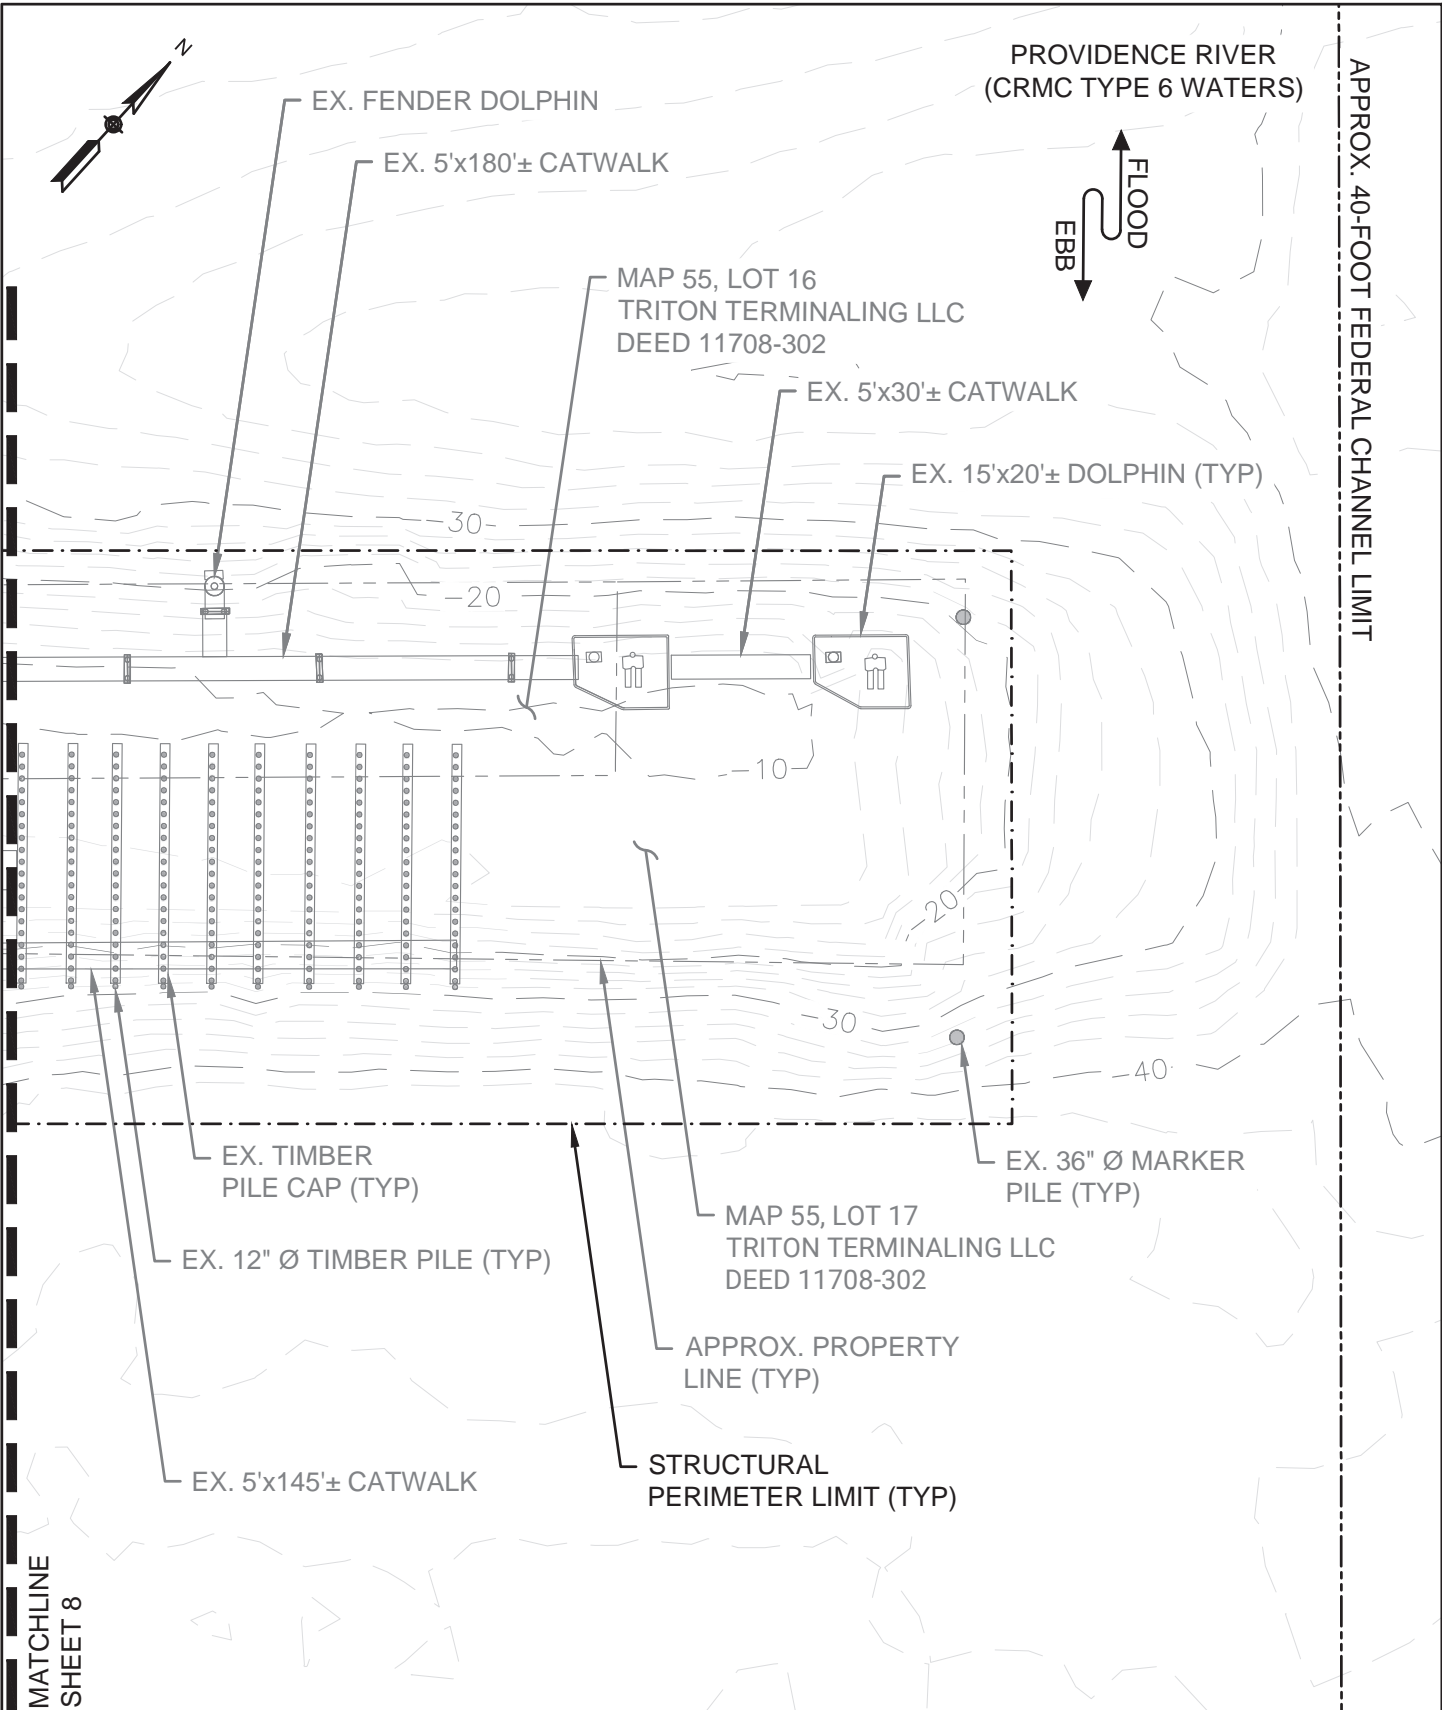 N
PROVIDENCE RIVER
(CRMC TYPE 6 WATERS)
APPROX. 40-FOOT FEDERAL CHANNEL LIMIT
EX. FENDER DOLPHIN
EX. 5'x180'± CATWALK
FLOOD
EBB
MAP 55, LOT 16
TRITON TERMINALING LLC
DEED 11708-302
EX. 5'x30'± CATWALK
EX. 15'x20'± DOLPHIN (TYP)
-30
-20
-10
-20
-30
-40
EX. TIMBER
PILE CAP (TYP)
EX. 36" Ø MARKER
PILE (TYP)
MAP 55, LOT 17
TRITON TERMINALING LLC
DEED 11708-302
EX. 12" Ø TIMBER PILE (TYP)
APPROX. PROPERTY
LINE (TYP)
STRUCTURAL
PERIMETER LIMIT (TYP)
EX. 5'x145'± CATWALK
MATCHLINE
SHEET 8